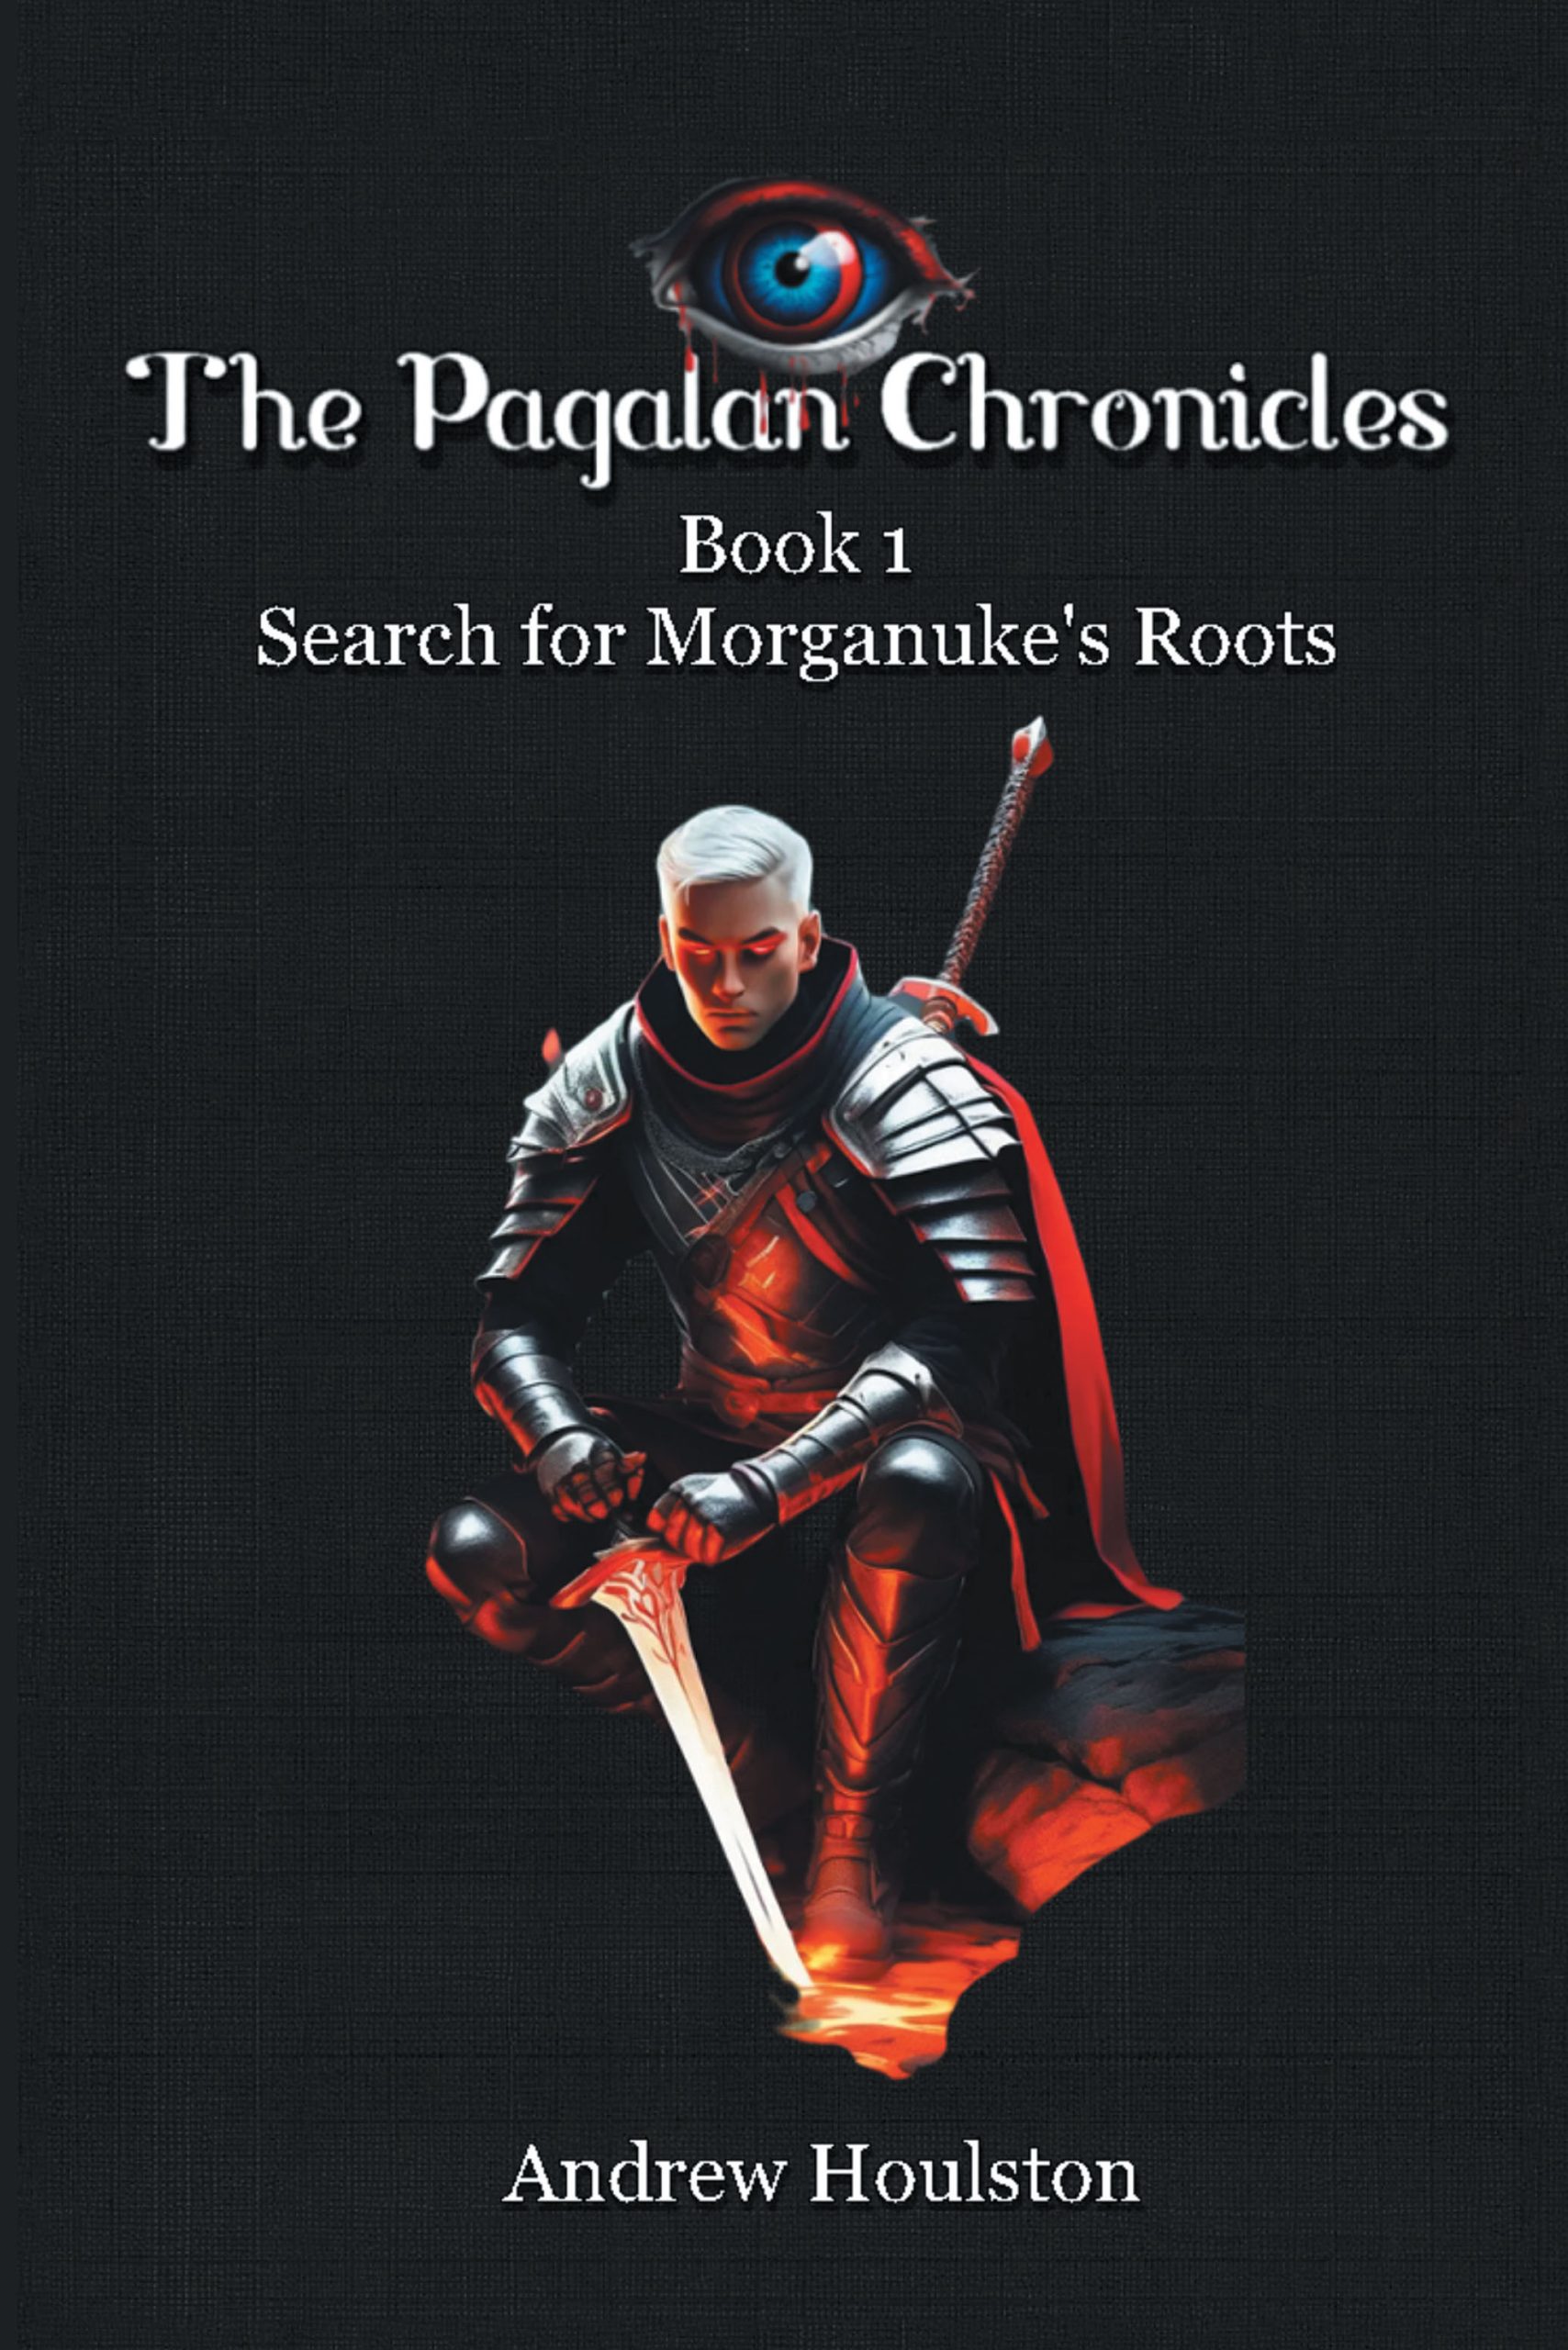 The Pagalan Chronicles
Book 1
Search for Morganuke's Roots
Andrew Houlston